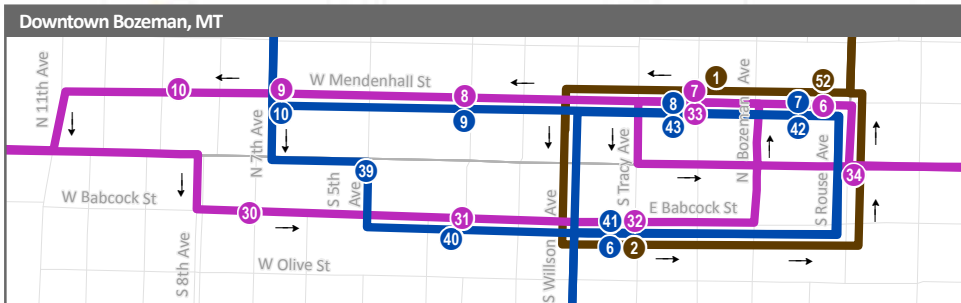 Downtown Bozeman, MT
N 11th Ave
10
9
W Mendenhall St
8
7
1
52
N Bozeman Ave
10
9
8
33
43
7
6
42
N 7th Ave
39
S 5th Ave
S Tracy Ave
S Rouse Ave
34
W Babcock St
30
31
40
41
32
E Babcock St
6
2
S 8th Ave
W Olive St
S Willson Ave